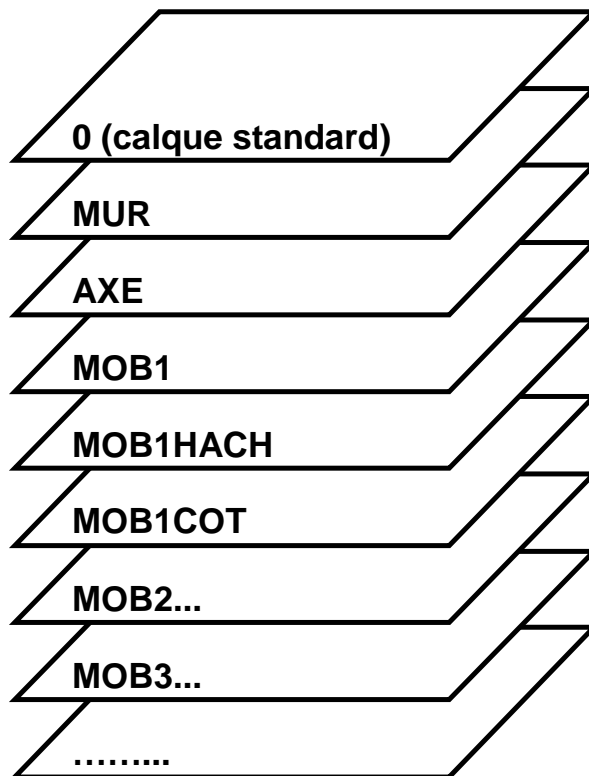 0 (calque standard)
MUR
AXE
MOB1
MOB1HACH
MOB1COT
MOB2...
MOB3...
……...